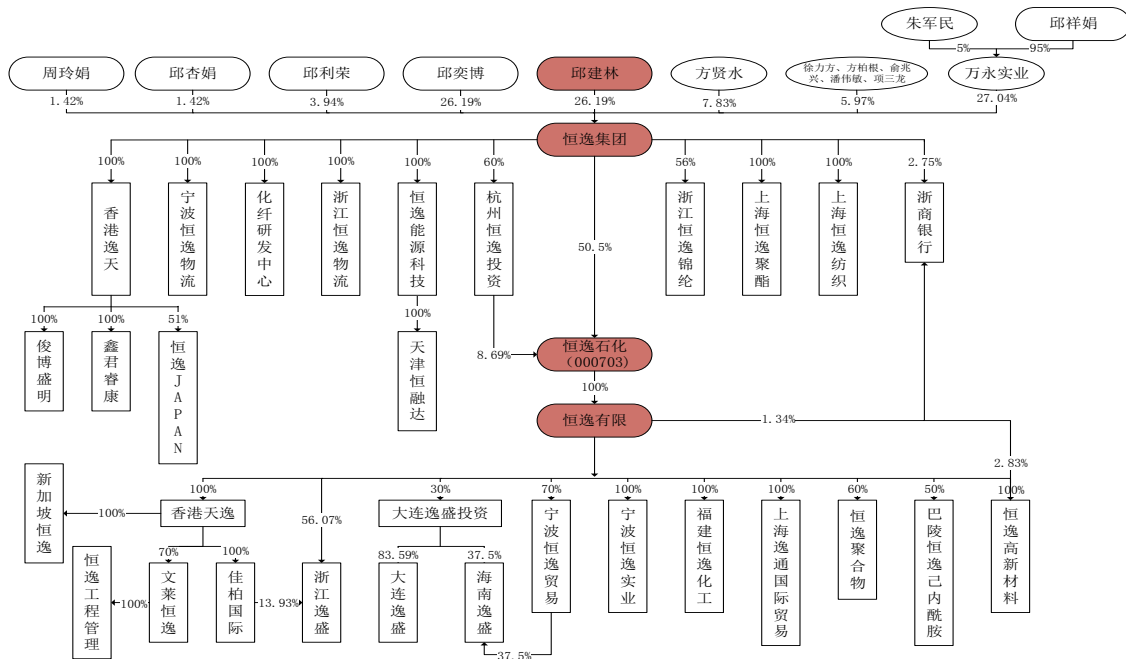 朱军民
邱祥娟
5%
95%
周玲娟
邱杏娟
邱利荣
邱奕博
邱建林
方贤水
徐力方、方柏根、俞兆
兴、潘伟敏、项三龙
万永实业
1.42%
1.42%
3.94%
26.19%
26.19%
7.83%
5.97%
27.04%
恒逸集团
100%
100%
100%
100%
100%
60%
56%
100%
100%
2.75%
香港逸天
宁波恒逸物流
化纤研发中心
浙江恒逸物流
恒逸能源科技
杭州恒逸投资
浙江恒逸锦纶
上海恒逸聚酯
上海恒逸纺织
浙商银行
50.5%
100%
100%
51%
100%
俊博盛明
鑫君睿康
恒逸JAPAN
天津恒融达
8.69%
恒逸石化
（000703）
100%
恒逸有限
1.34%
2.83%
100%
30%
70%
100%
100%
100%
60%
50%
100%
新加坡恒逸
100%
香港天逸
56.07%
大连逸盛投资
宁波恒逸贸易
宁波恒逸实业
福建恒逸化工
上海逸通国际贸易
恒逸聚合物
巴陵恒逸己内酰胺
恒逸高新材料
70%
100%
83.59%
37.5%
恒逸工程管理
100%
文莱恒逸
佳柏国际
13.93%
浙江逸盛
大连逸盛
海南逸盛
37.5%